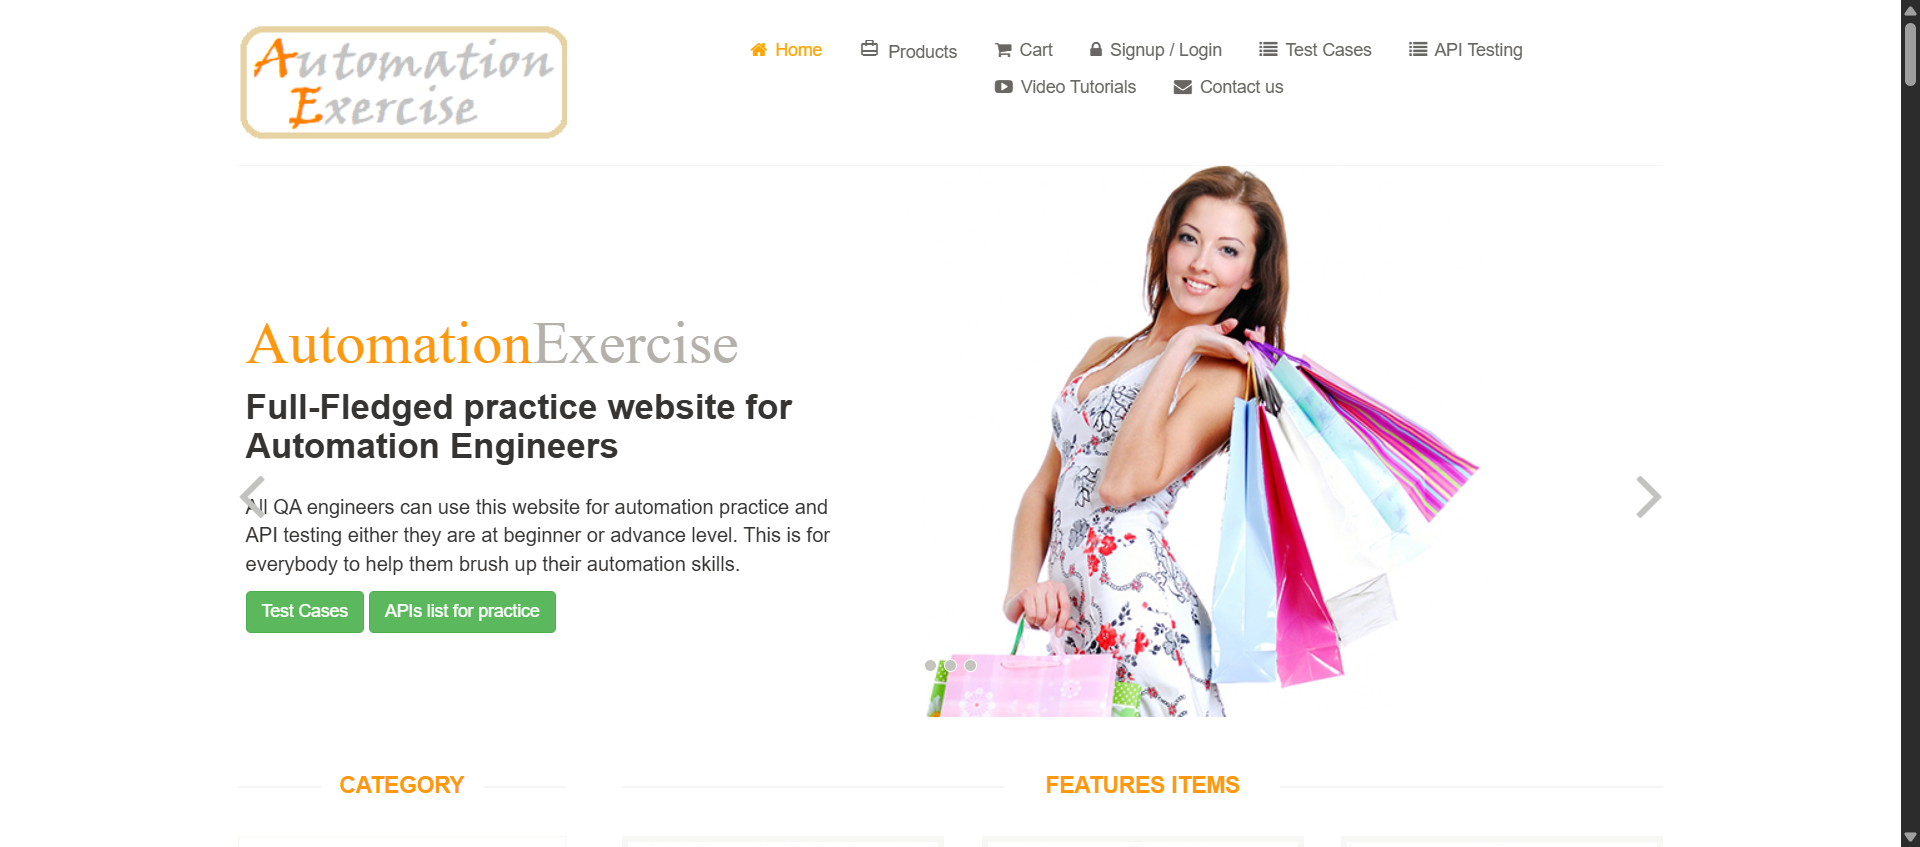 Automation
Exercise
Home
Products
Cart
Signup / Login
Test Cases
API Testing
Video Tutorials
Contact us
AutomationExercise
Full-Fledged practice website for
Automation Engineers
All QA engineers can use this website for automation practice and
API testing either they are at beginner or advance level. This is for
everybody to help them brush up their automation skills.
Test Cases
APIs list for practice
CATEGORY
FEATURES ITEMS